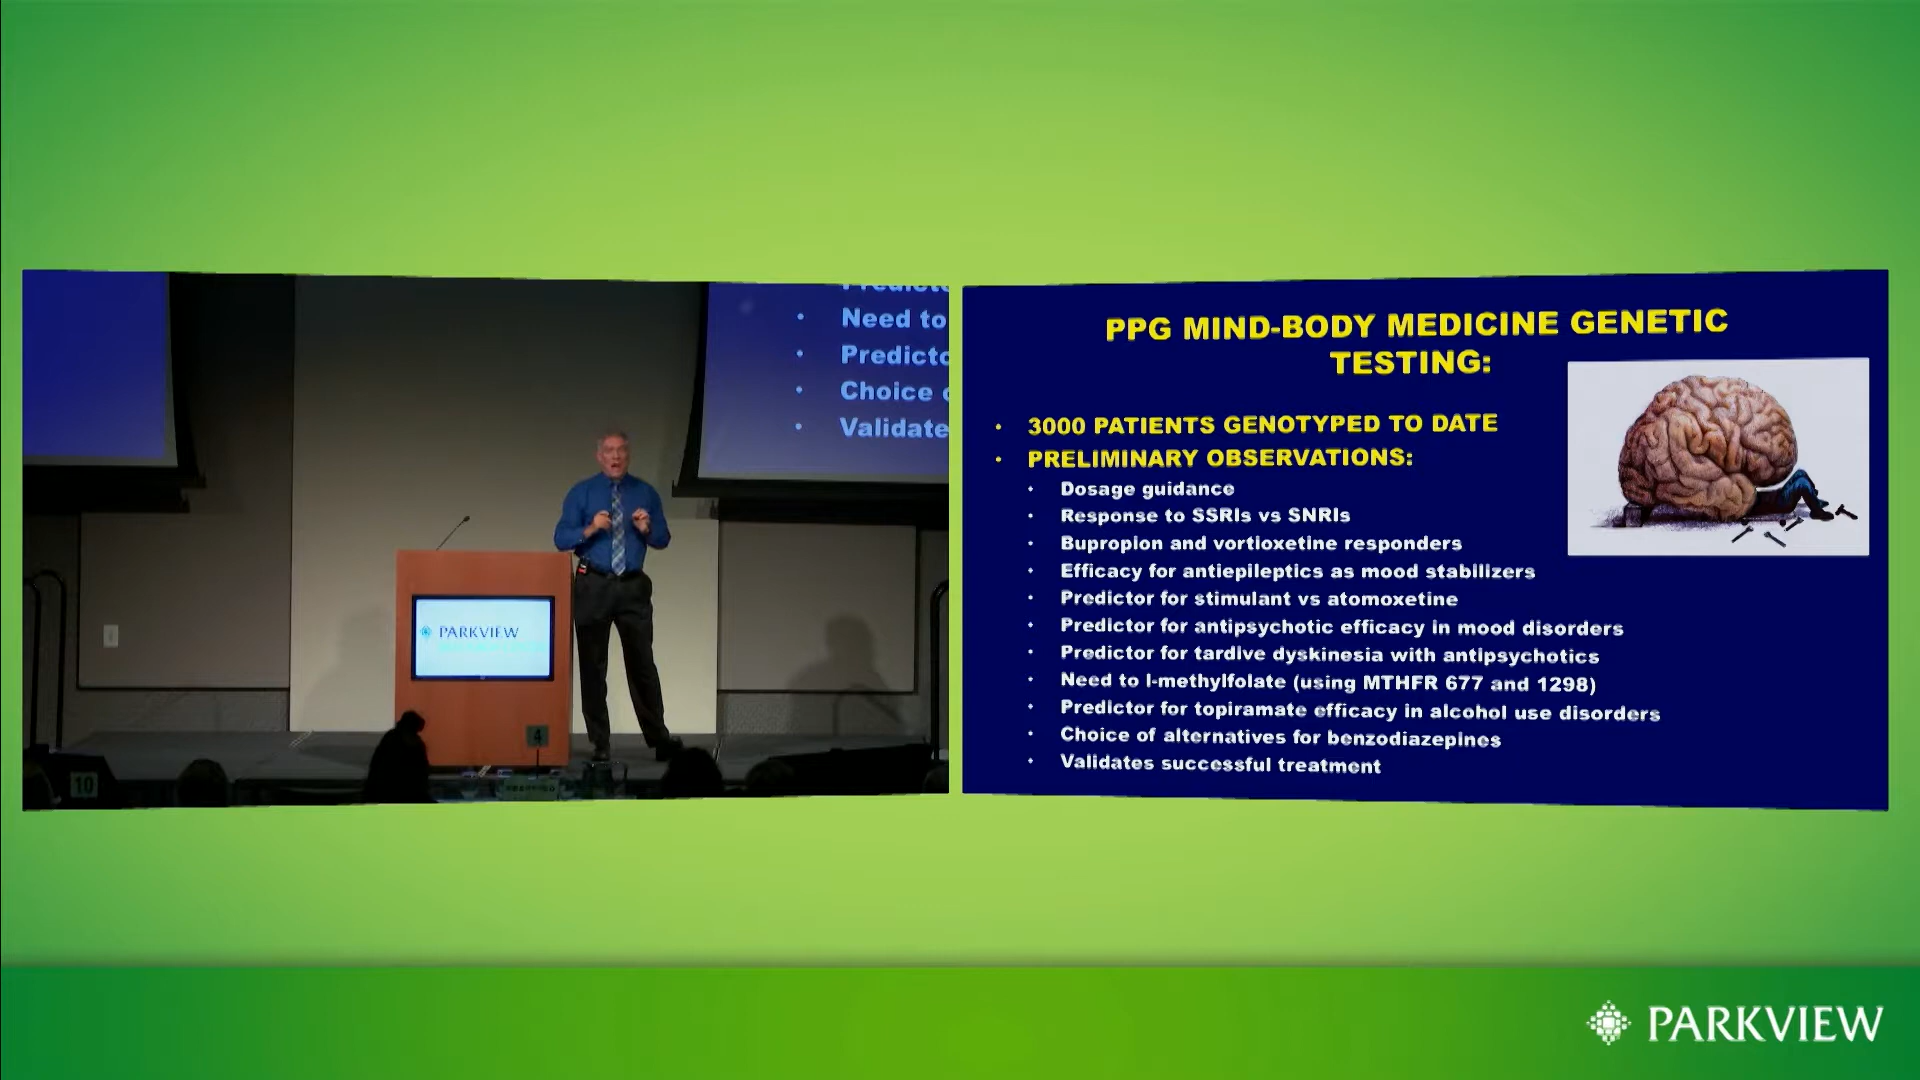 Need to
Predicto
Choice
Validate
PARKVIEW
4
10
PPG MIND-BODY MEDICINE GENETIC
TESTING:
• 3000 PATIENTS GENOTYPED TO DATE
• PRELIMINARY OBSERVATIONS:
• Dosage guidance
• Response to SSRIs vs SNRIs
• Bupropion and vortioxetine responders
• Efficacy for antiepileptics as mood stabilizers
• Predictor for stimulant vs atomoxetine
• Predictor for antipsychotic efficacy in mood disorders
• Predictor for tardive dyskinesia with antipsychotics
• Need to l-methylfolate (using MTHFR 677 and 1298)
• Predictor for topiramate efficacy in alcohol use disorders
• Choice of alternatives for benzodiazepines
• Validates successful treatment
PARKVIEW